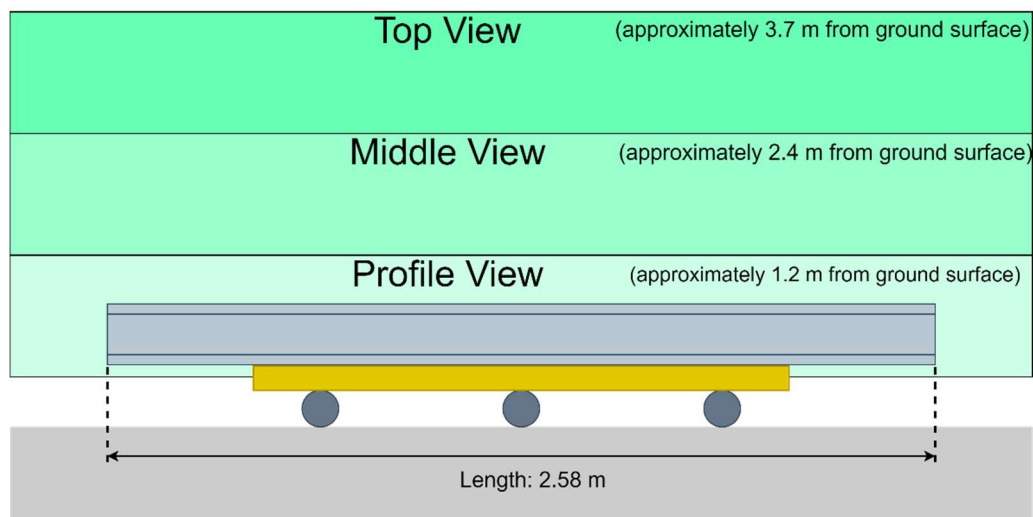 Top View (approximately 3.7 m from ground surface)
Middle View (approximately 2.4 m from ground surface)
Profile View (approximately 1.2 m from ground surface)
Length: 2.58 m